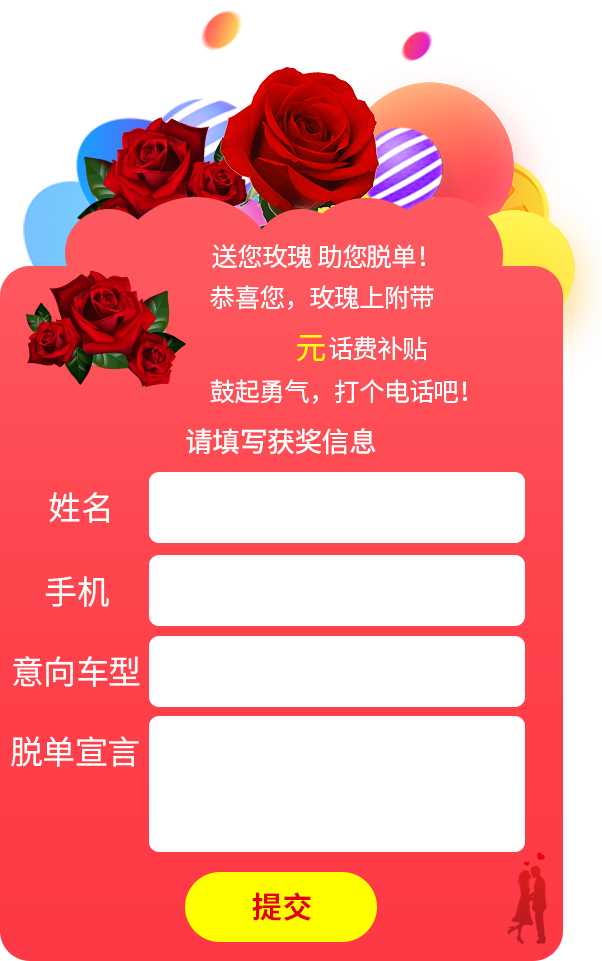 送您玫瑰 助您脱单！
恭喜您，玫瑰上附带
元 话费补贴
鼓起勇气，打个电话吧！
请填写获奖信息
姓名
手机
意向车型
脱单宣言
提交